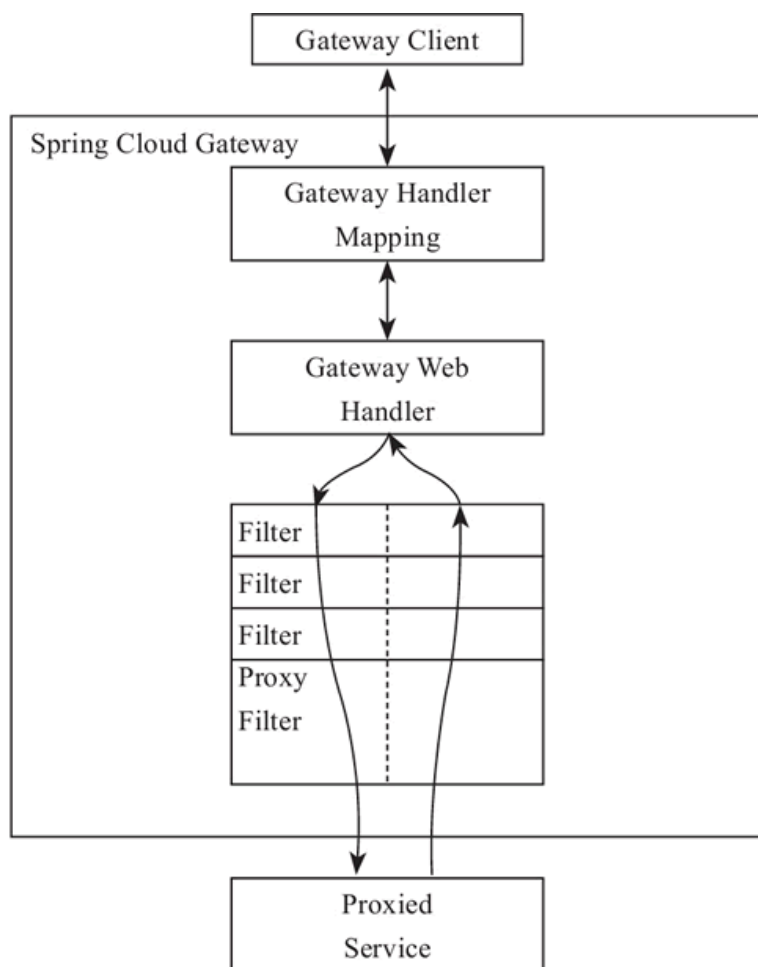 Gateway Client
Spring Cloud Gateway
Gateway Handler
Mapping
Gateway Web
Handler
Filter
Filter
Filter
Proxy
Filter
Proxied
Service